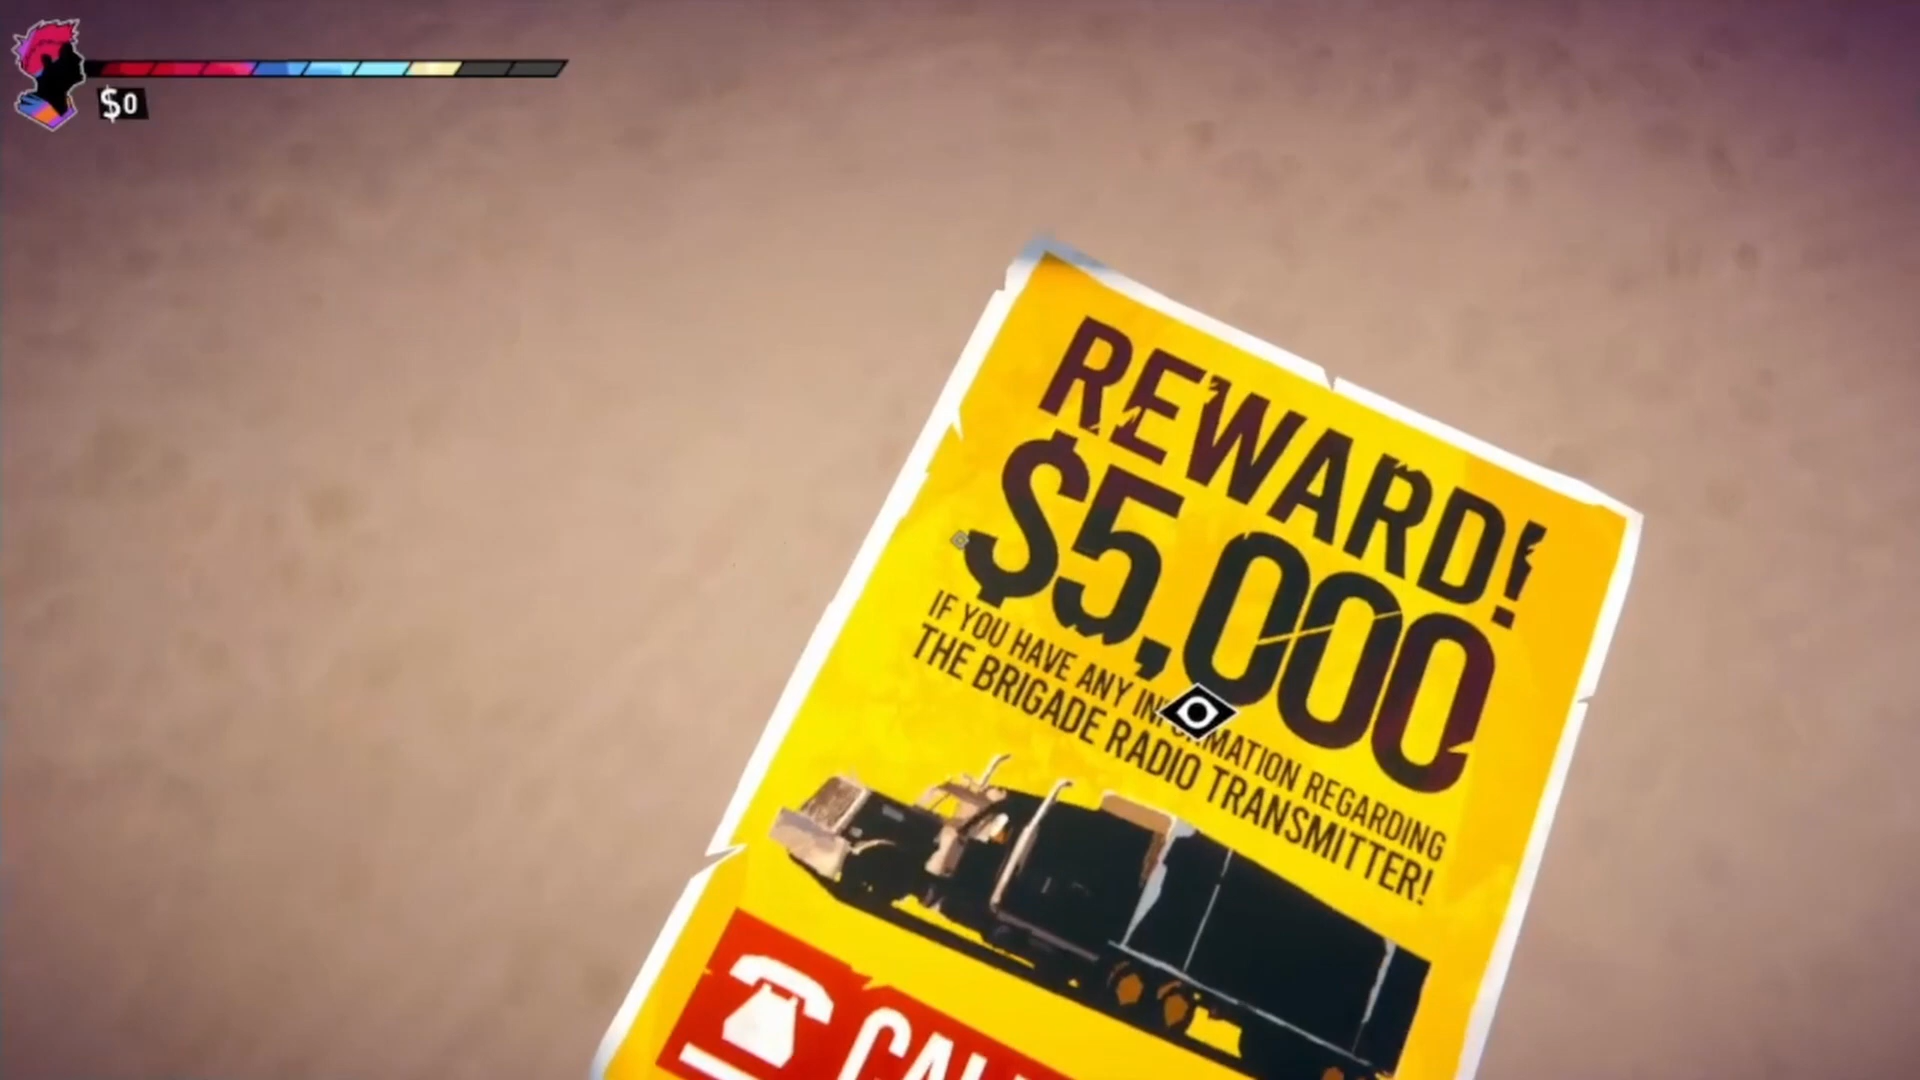 $0
REWARD!
$5,000
IF YOU HAVE ANY INFORMATION REGARDING
THE BRIGADE RADIO TRANSMITTER!